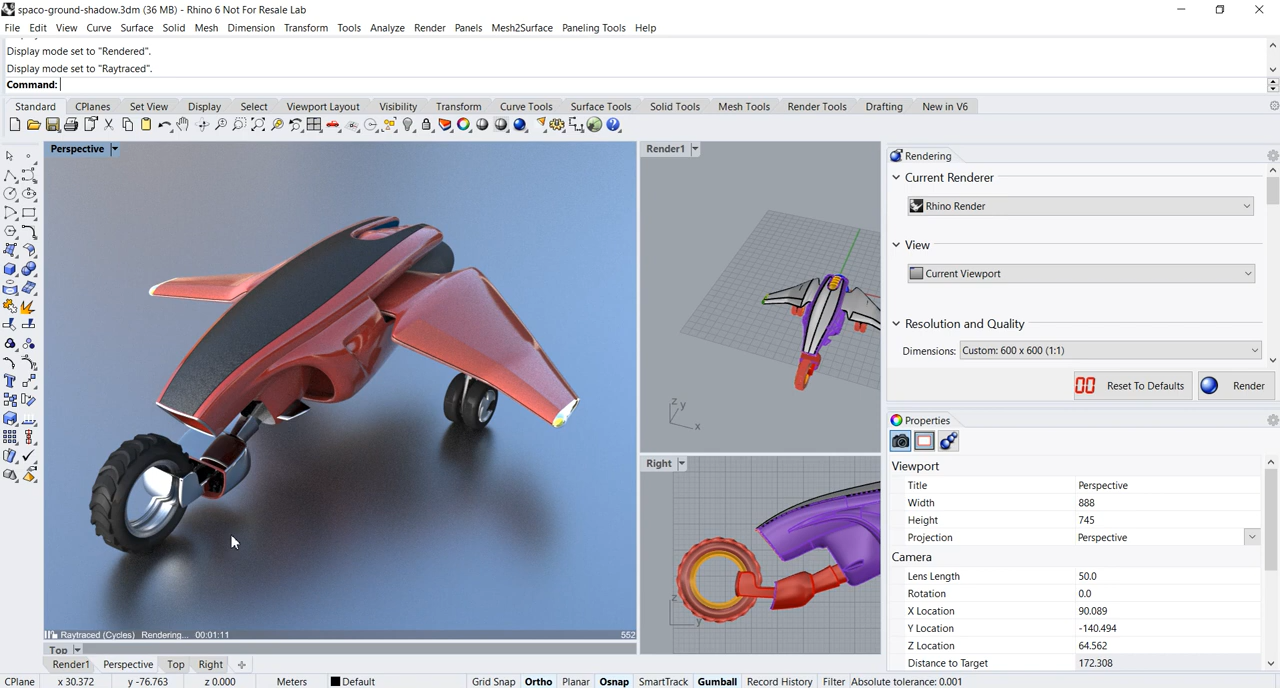 spaco-ground-shadow.3dm (36 MB) - Rhino 6 Not For Resale Lab
File Edit View Curve Surface Solid Mesh Dimension Transform Tools Analyze Render Panels Mesh2Surface Paneling Tools Help
Display mode set to "Rendered".
Display mode set to "Raytraced".
Command:
Standard CPlanes Set View Display Select Viewport Layout Visibility Transform Curve Tools Surface Tools Solid Tools Mesh Tools Render Tools Drafting New in V6
Perspective
Render1
z y
x
Right
z
y
Raytraced (Cycles) Rendering... 00:01:11 552
Top
Rendering
Current Renderer
Rhino Render
View
Current Viewport
Resolution and Quality
Dimensions: Custom: 600 x 600 (1:1)
Reset To Defaults Render
Properties
Viewport
Title Perspective
Width 888
Height 745
Projection Perspective
Camera
Lens Length 50.0
Rotation 0.0
X Location 90.089
Y Location -140.494
Z Location 64.562
Distance to Target 172.308
Render1 Perspective Top Right
CPlane x 30.372 y -76.763 z 0.000 Meters Default Grid Snap Ortho Planar Osnap SmartTrack Gumball Record History Filter Absolute tolerance: 0.001